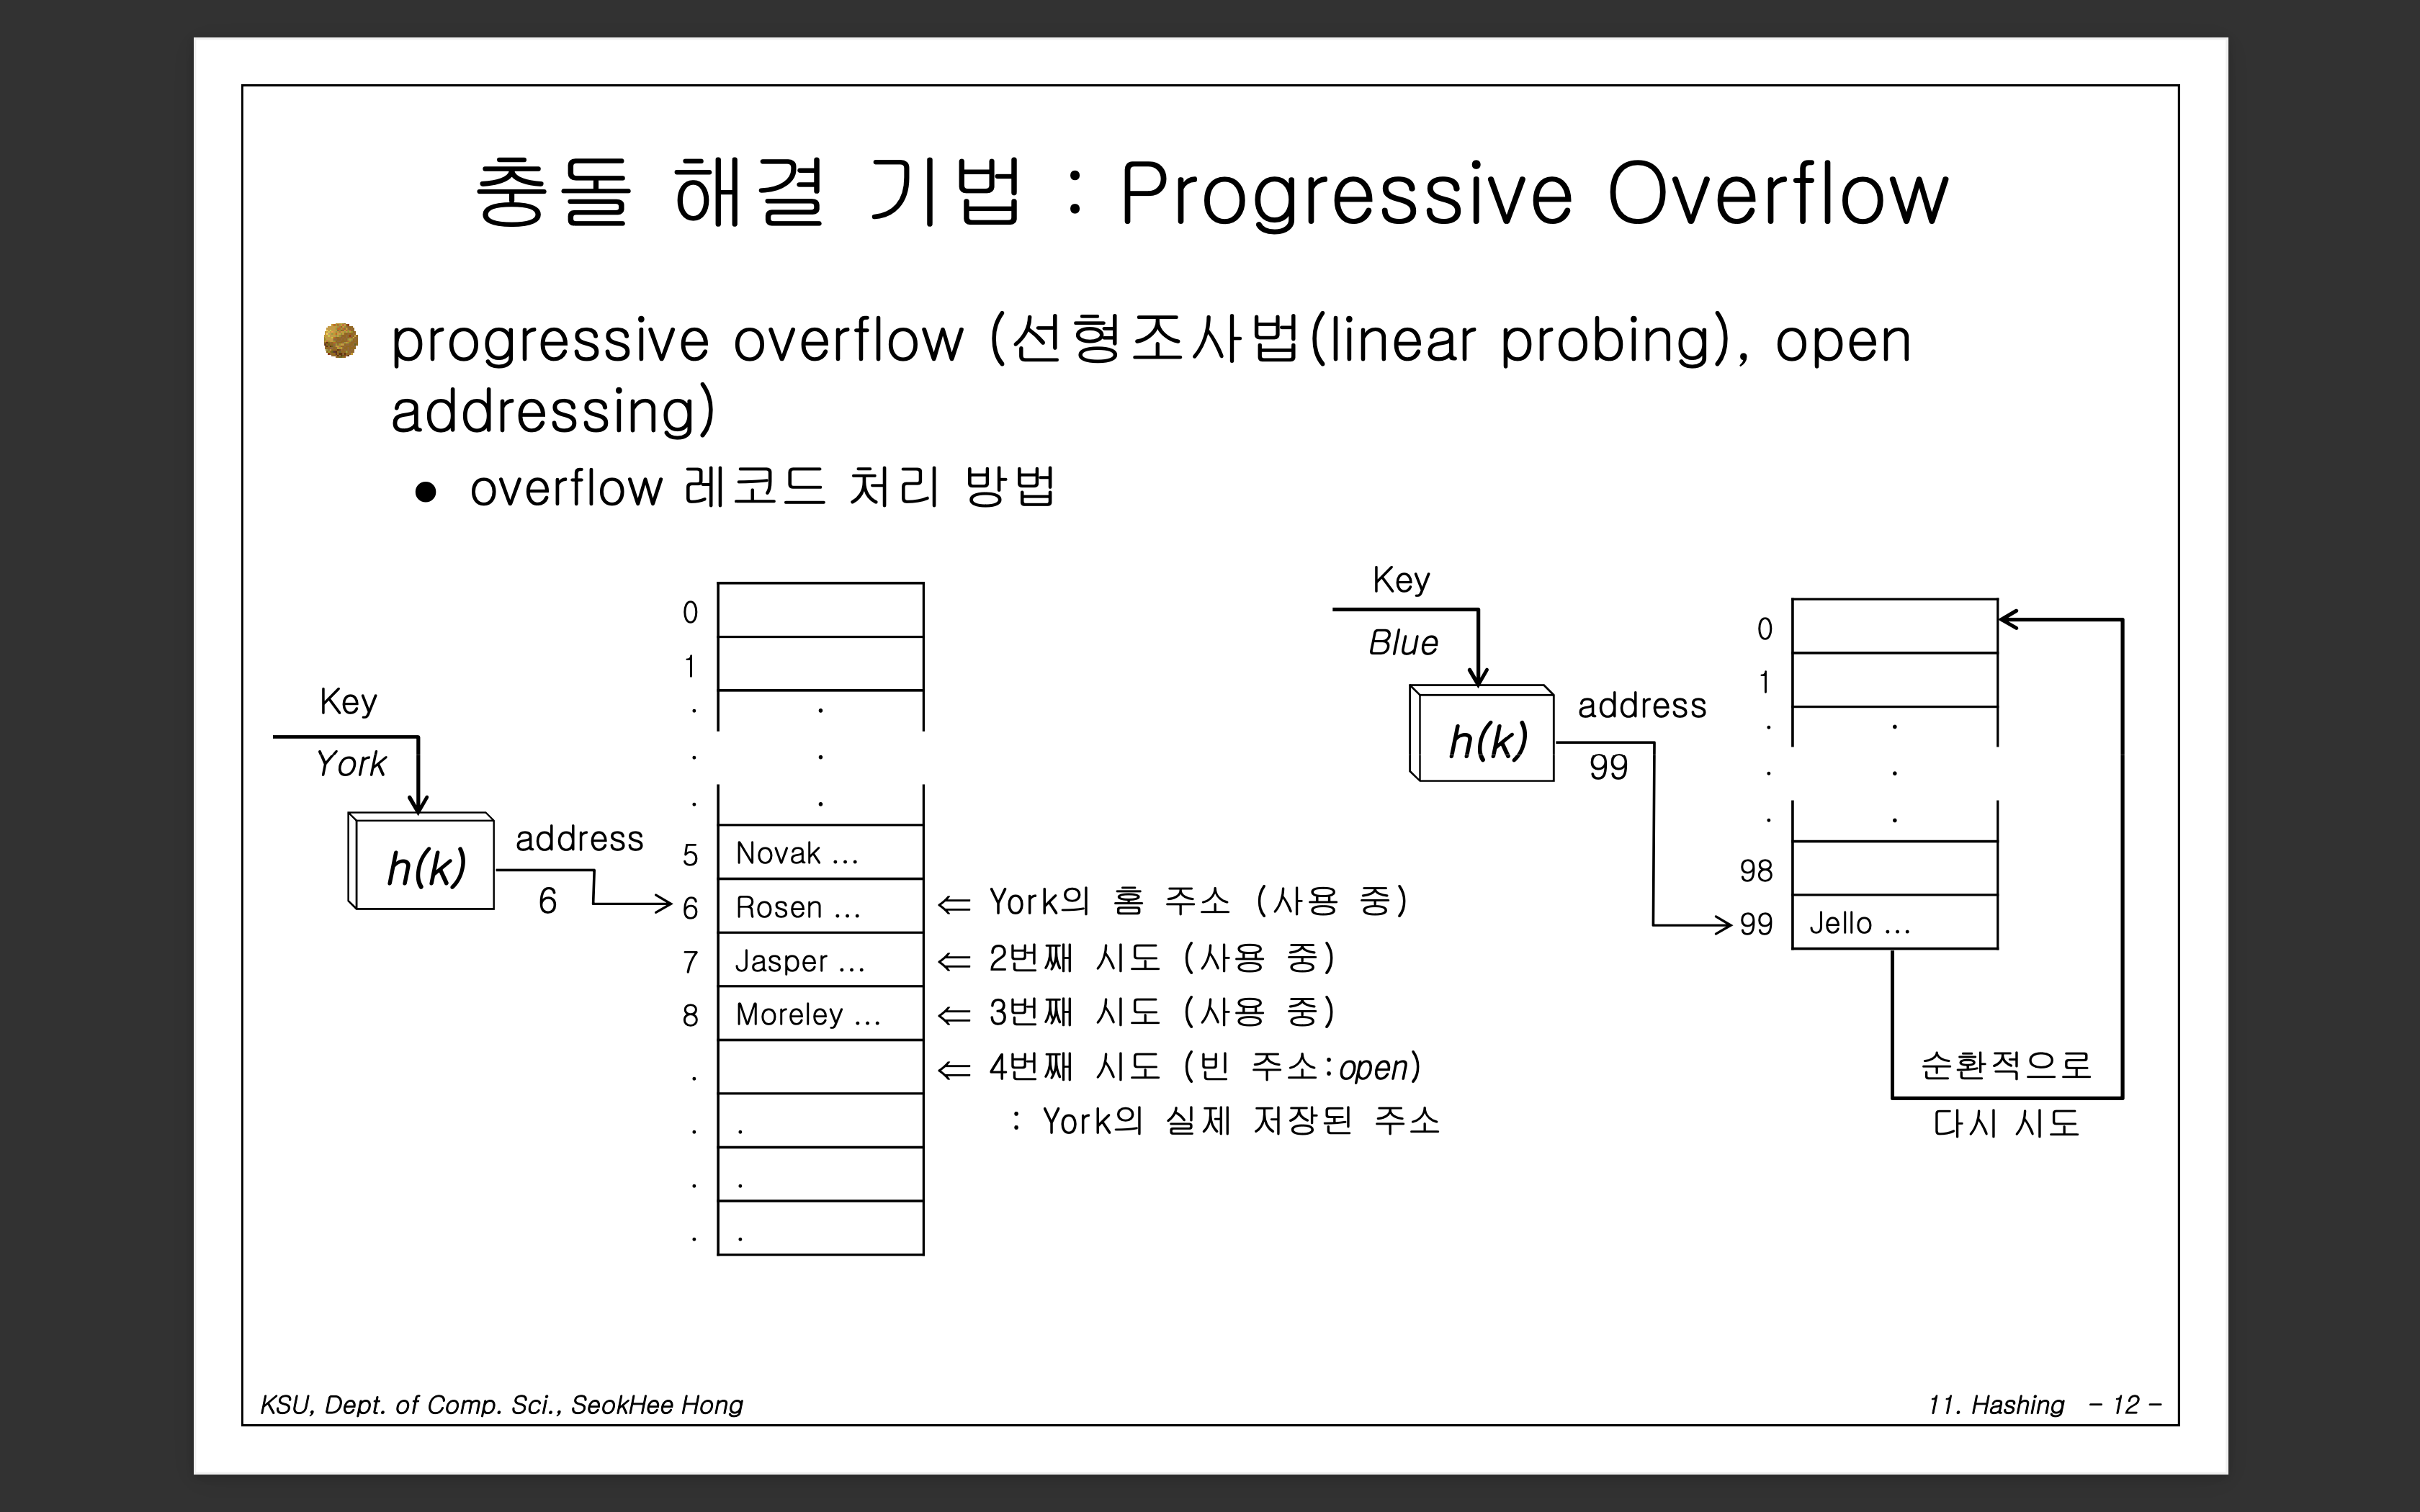 충돌 해결 기법 : Progressive Overflow
progressive overflow (선형조사법(linear probing), open
addressing)
● overflow 레코드 처리 방법
Key
York
h(k)
address
6
0
1
.
.
.
.
.
.
5 Novak ...
6 Rosen ... ⇐ York의 홈 주소 (사용 중)
7 Jasper ... ⇐ 2번째 시도 (사용 중)
8 Moreley ... ⇐ 3번째 시도 (사용 중)
. ⇐ 4번째 시도 (빈 주소:open)
. . : York의 실제 저장된 주소
. .
. .
Key
Blue
h(k)
address
99
0
1
.
.
.
.
.
.
98
99 Jello ...
순환적으로
다시 시도
KSU, Dept. of Comp. Sci., SeokHee Hong
11. Hashing - 12 -